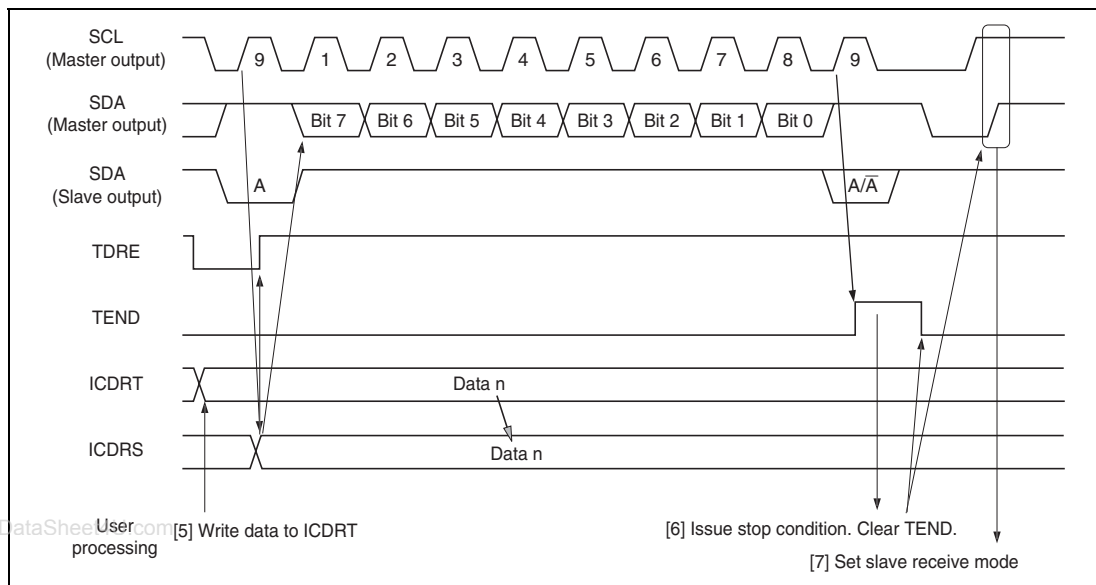 SCL
(Master output)
9 1 2 3 4 5 6 7 8 9
SDA
(Master output)
Bit 7 Bit 6 Bit 5 Bit 4 Bit 3 Bit 2 Bit 1 Bit 0
SDA
(Slave output)
A A/A̅
TDRE
TEND
ICDRT
Data n
ICDRS
Data n
User
processing
[5] Write data to ICDRT
[6] Issue stop condition. Clear TEND.
[7] Set slave receive mode